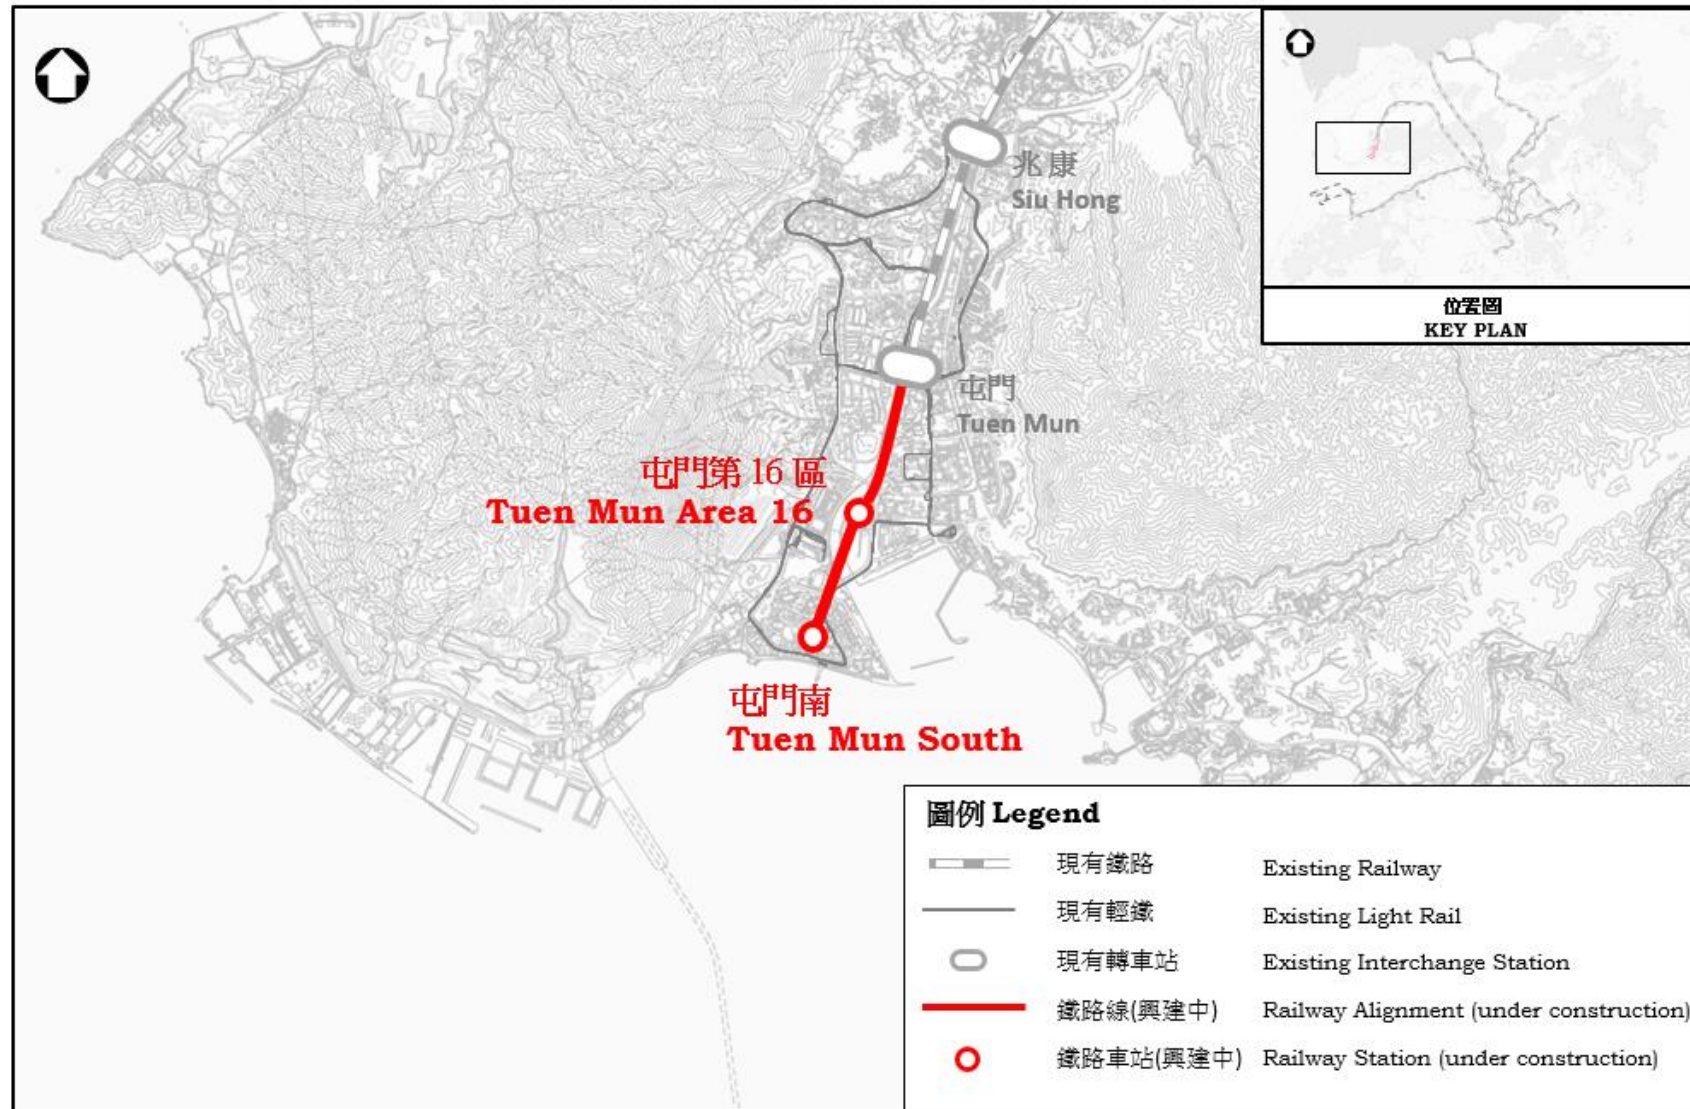 兆康
Siu Hong
位置圖
KEY PLAN
屯門
Tuen Mun
屯門第 16 區
Tuen Mun Area 16
屯門南
Tuen Mun South
圖例 Legend
現有鐵路 Existing Railway
現有輕鐵 Existing Light Rail
現有轉車站 Existing Interchange Station
鐵路線(興建中) Railway Alignment (under construction)
鐵路車站(興建中) Railway Station (under construction)